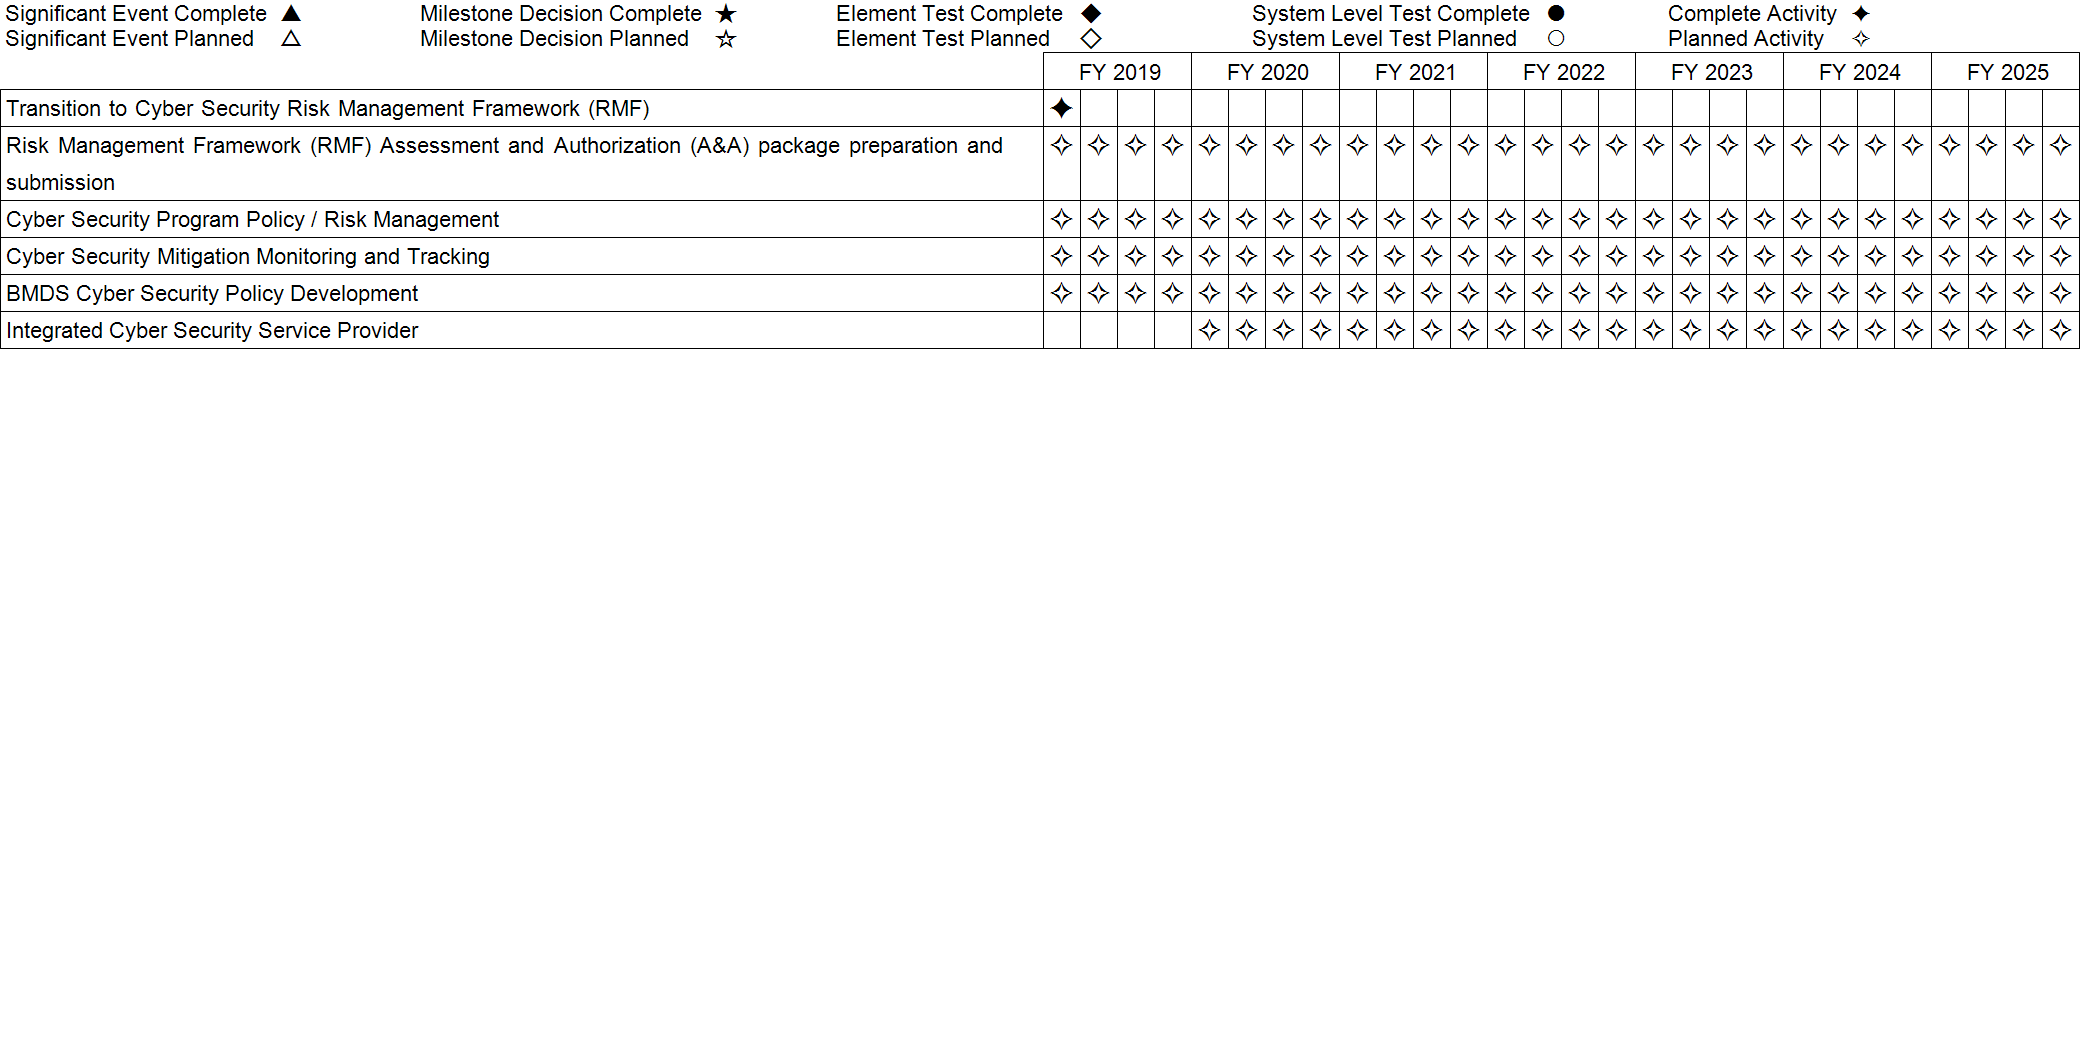 Significant Event Complete ▲ Milestone Decision Complete ★ Element Test Complete ◆ System Level Test Complete ● Complete Activity ✦
Significant Event Planned △ Milestone Decision Planned ☆ Element Test Planned ◇ System Level Test Planned ○ Planned Activity ✧
FY 2019 FY 2020 FY 2021 FY 2022 FY 2023 FY 2024 FY 2025
Transition to Cyber Security Risk Management Framework (RMF) ✦
Risk Management Framework (RMF) Assessment and Authorization (A&A) package preparation and ✧ ✧ ✧ ✧ ✧ ✧ ✧ ✧ ✧ ✧ ✧ ✧ ✧ ✧ ✧ ✧ ✧ ✧ ✧ ✧ ✧ ✧ ✧ ✧ ✧ ✧ ✧ ✧
submission
Cyber Security Program Policy / Risk Management ✧ ✧ ✧ ✧ ✧ ✧ ✧ ✧ ✧ ✧ ✧ ✧ ✧ ✧ ✧ ✧ ✧ ✧ ✧ ✧ ✧ ✧ ✧ ✧ ✧ ✧ ✧ ✧
Cyber Security Mitigation Monitoring and Tracking ✧ ✧ ✧ ✧ ✧ ✧ ✧ ✧ ✧ ✧ ✧ ✧ ✧ ✧ ✧ ✧ ✧ ✧ ✧ ✧ ✧ ✧ ✧ ✧ ✧ ✧ ✧ ✧
BMDS Cyber Security Policy Development ✧ ✧ ✧ ✧ ✧ ✧ ✧ ✧ ✧ ✧ ✧ ✧ ✧ ✧ ✧ ✧ ✧ ✧ ✧ ✧ ✧ ✧ ✧ ✧ ✧ ✧ ✧ ✧
Integrated Cyber Security Service Provider ✧ ✧ ✧ ✧ ✧ ✧ ✧ ✧ ✧ ✧ ✧ ✧ ✧ ✧ ✧ ✧ ✧ ✧ ✧ ✧ ✧ ✧ ✧ ✧